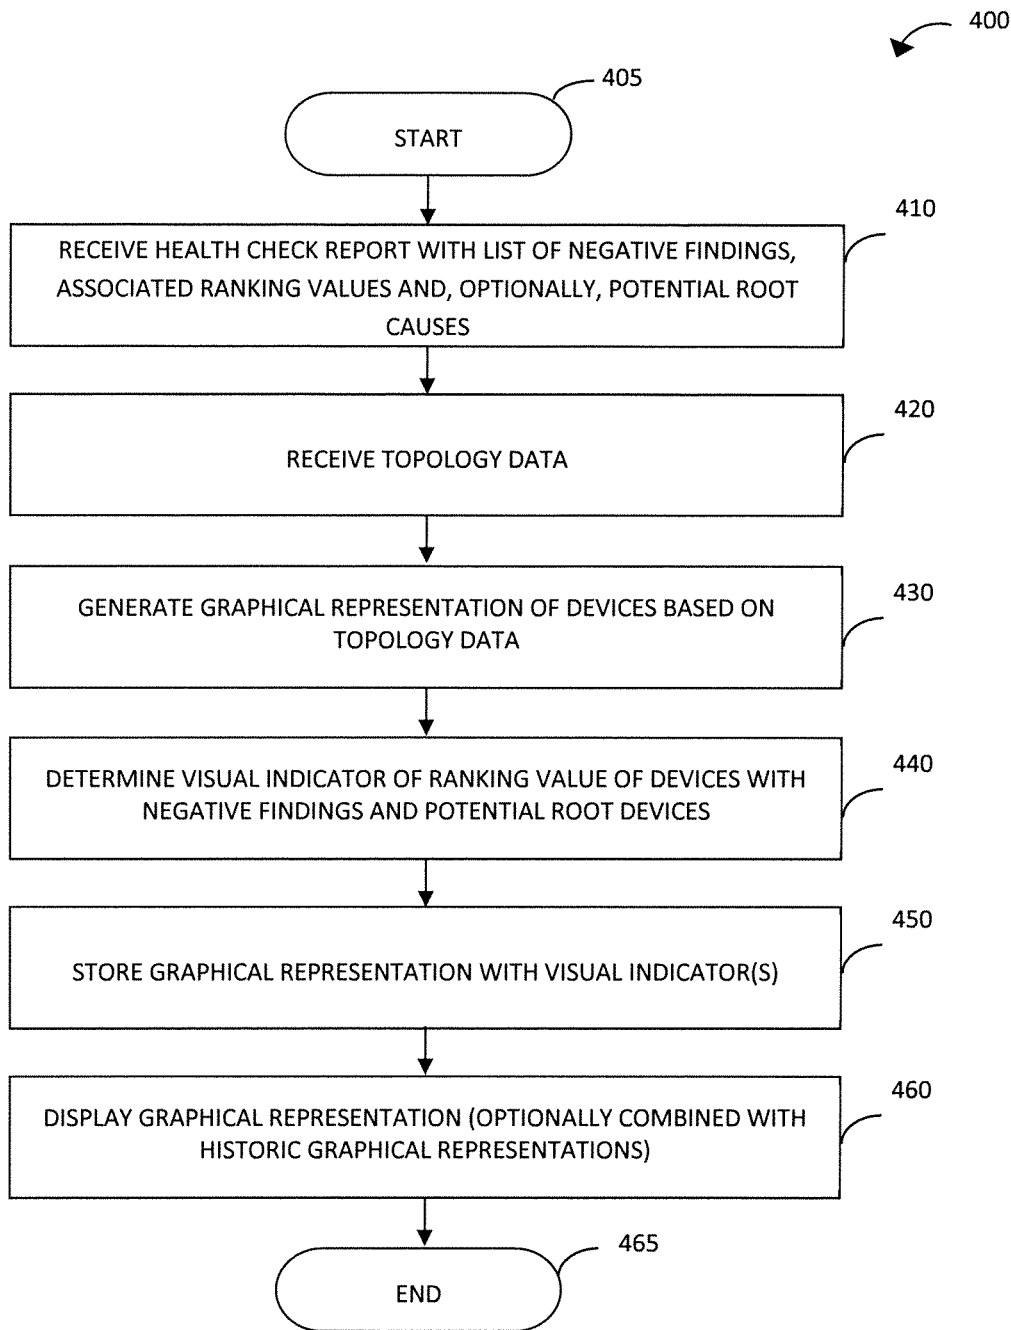 400
405
START
410
RECEIVE HEALTH CHECK REPORT WITH LIST OF NEGATIVE FINDINGS,
ASSOCIATED RANKING VALUES AND, OPTIONALLY, POTENTIAL ROOT
CAUSES
420
RECEIVE TOPOLOGY DATA
430
GENERATE GRAPHICAL REPRESENTATION OF DEVICES BASED ON
TOPOLOGY DATA
440
DETERMINE VISUAL INDICATOR OF RANKING VALUE OF DEVICES WITH
NEGATIVE FINDINGS AND POTENTIAL ROOT DEVICES
450
STORE GRAPHICAL REPRESENTATION WITH VISUAL INDICATOR(S)
460
DISPLAY GRAPHICAL REPRESENTATION (OPTIONALLY COMBINED WITH
HISTORIC GRAPHICAL REPRESENTATIONS)
465
END